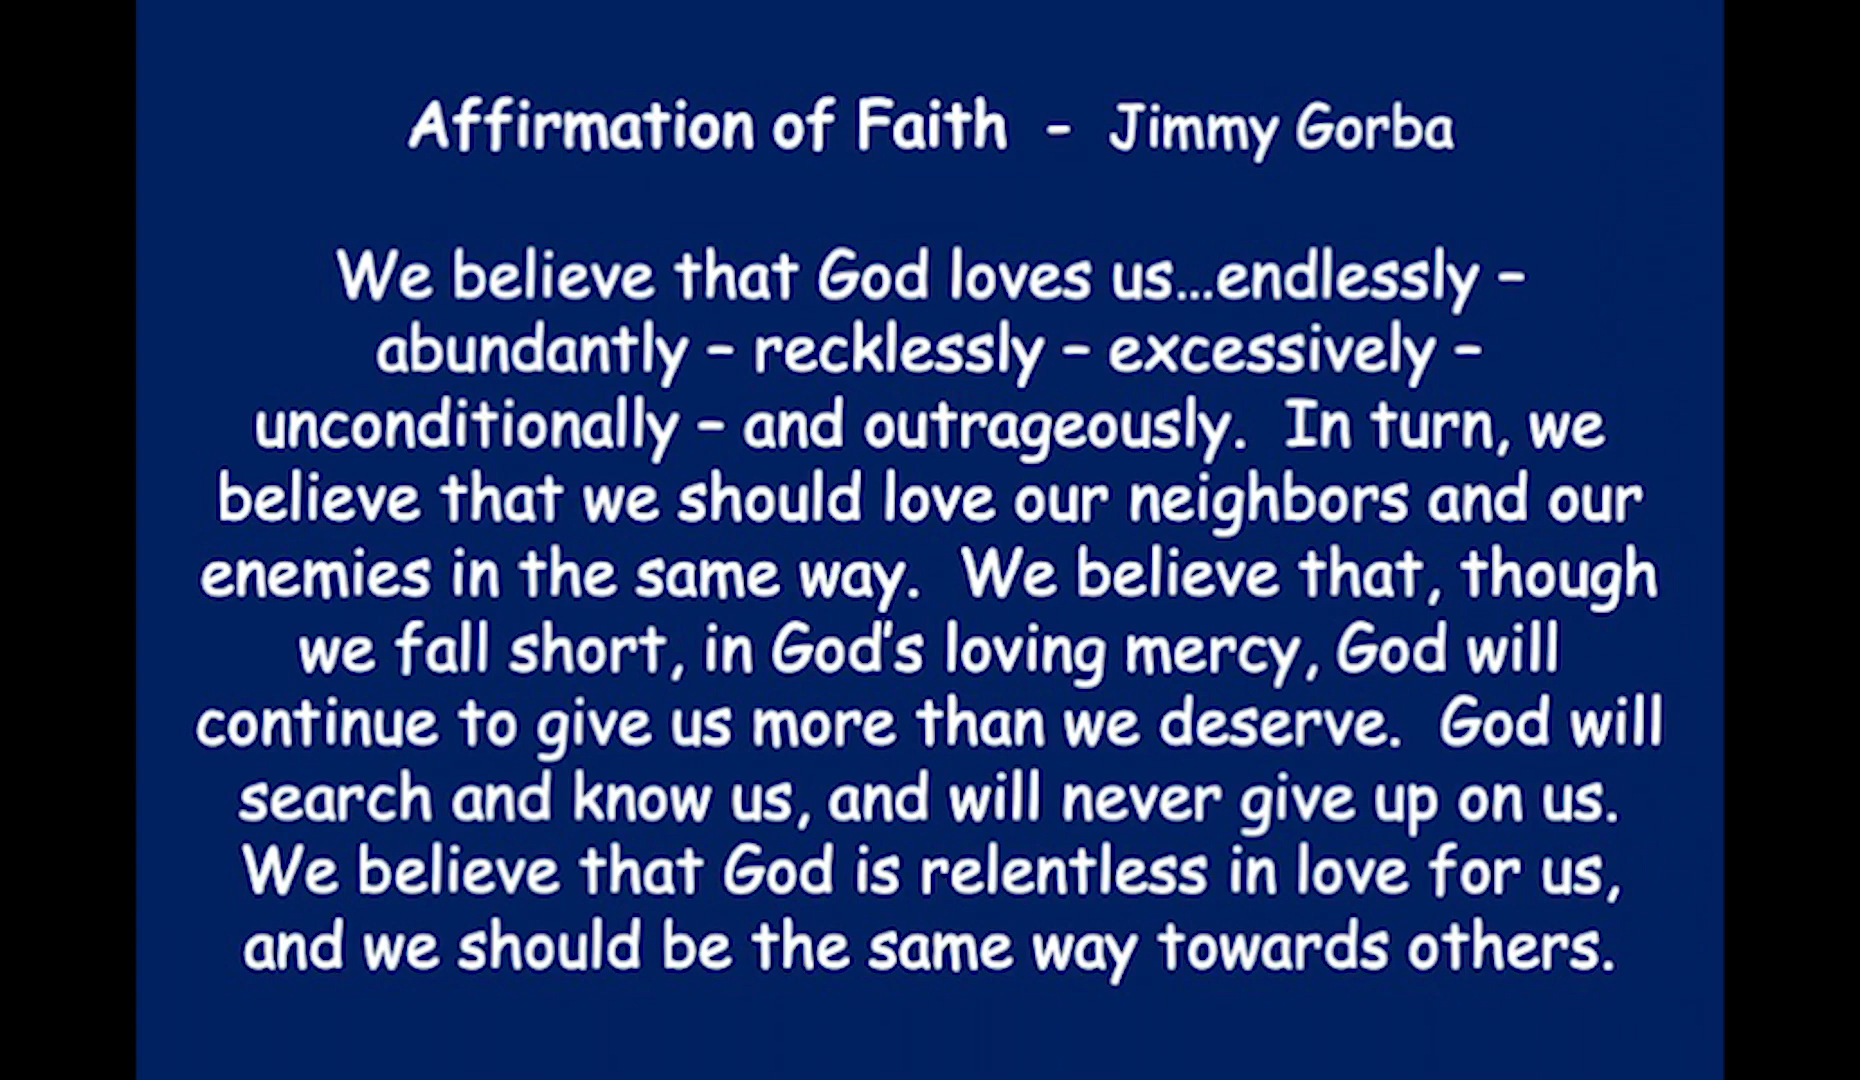 Affirmation of Faith - Jimmy Gorba
We believe that God loves us...endlessly –
abundantly – recklessly – excessively –
unconditionally – and outrageously. In turn, we
believe that we should love our neighbors and our
enemies in the same way. We believe that, though
we fall short, in God's loving mercy, God will
continue to give us more than we deserve. God will
search and know us, and will never give up on us.
We believe that God is relentless in love for us,
and we should be the same way towards others.